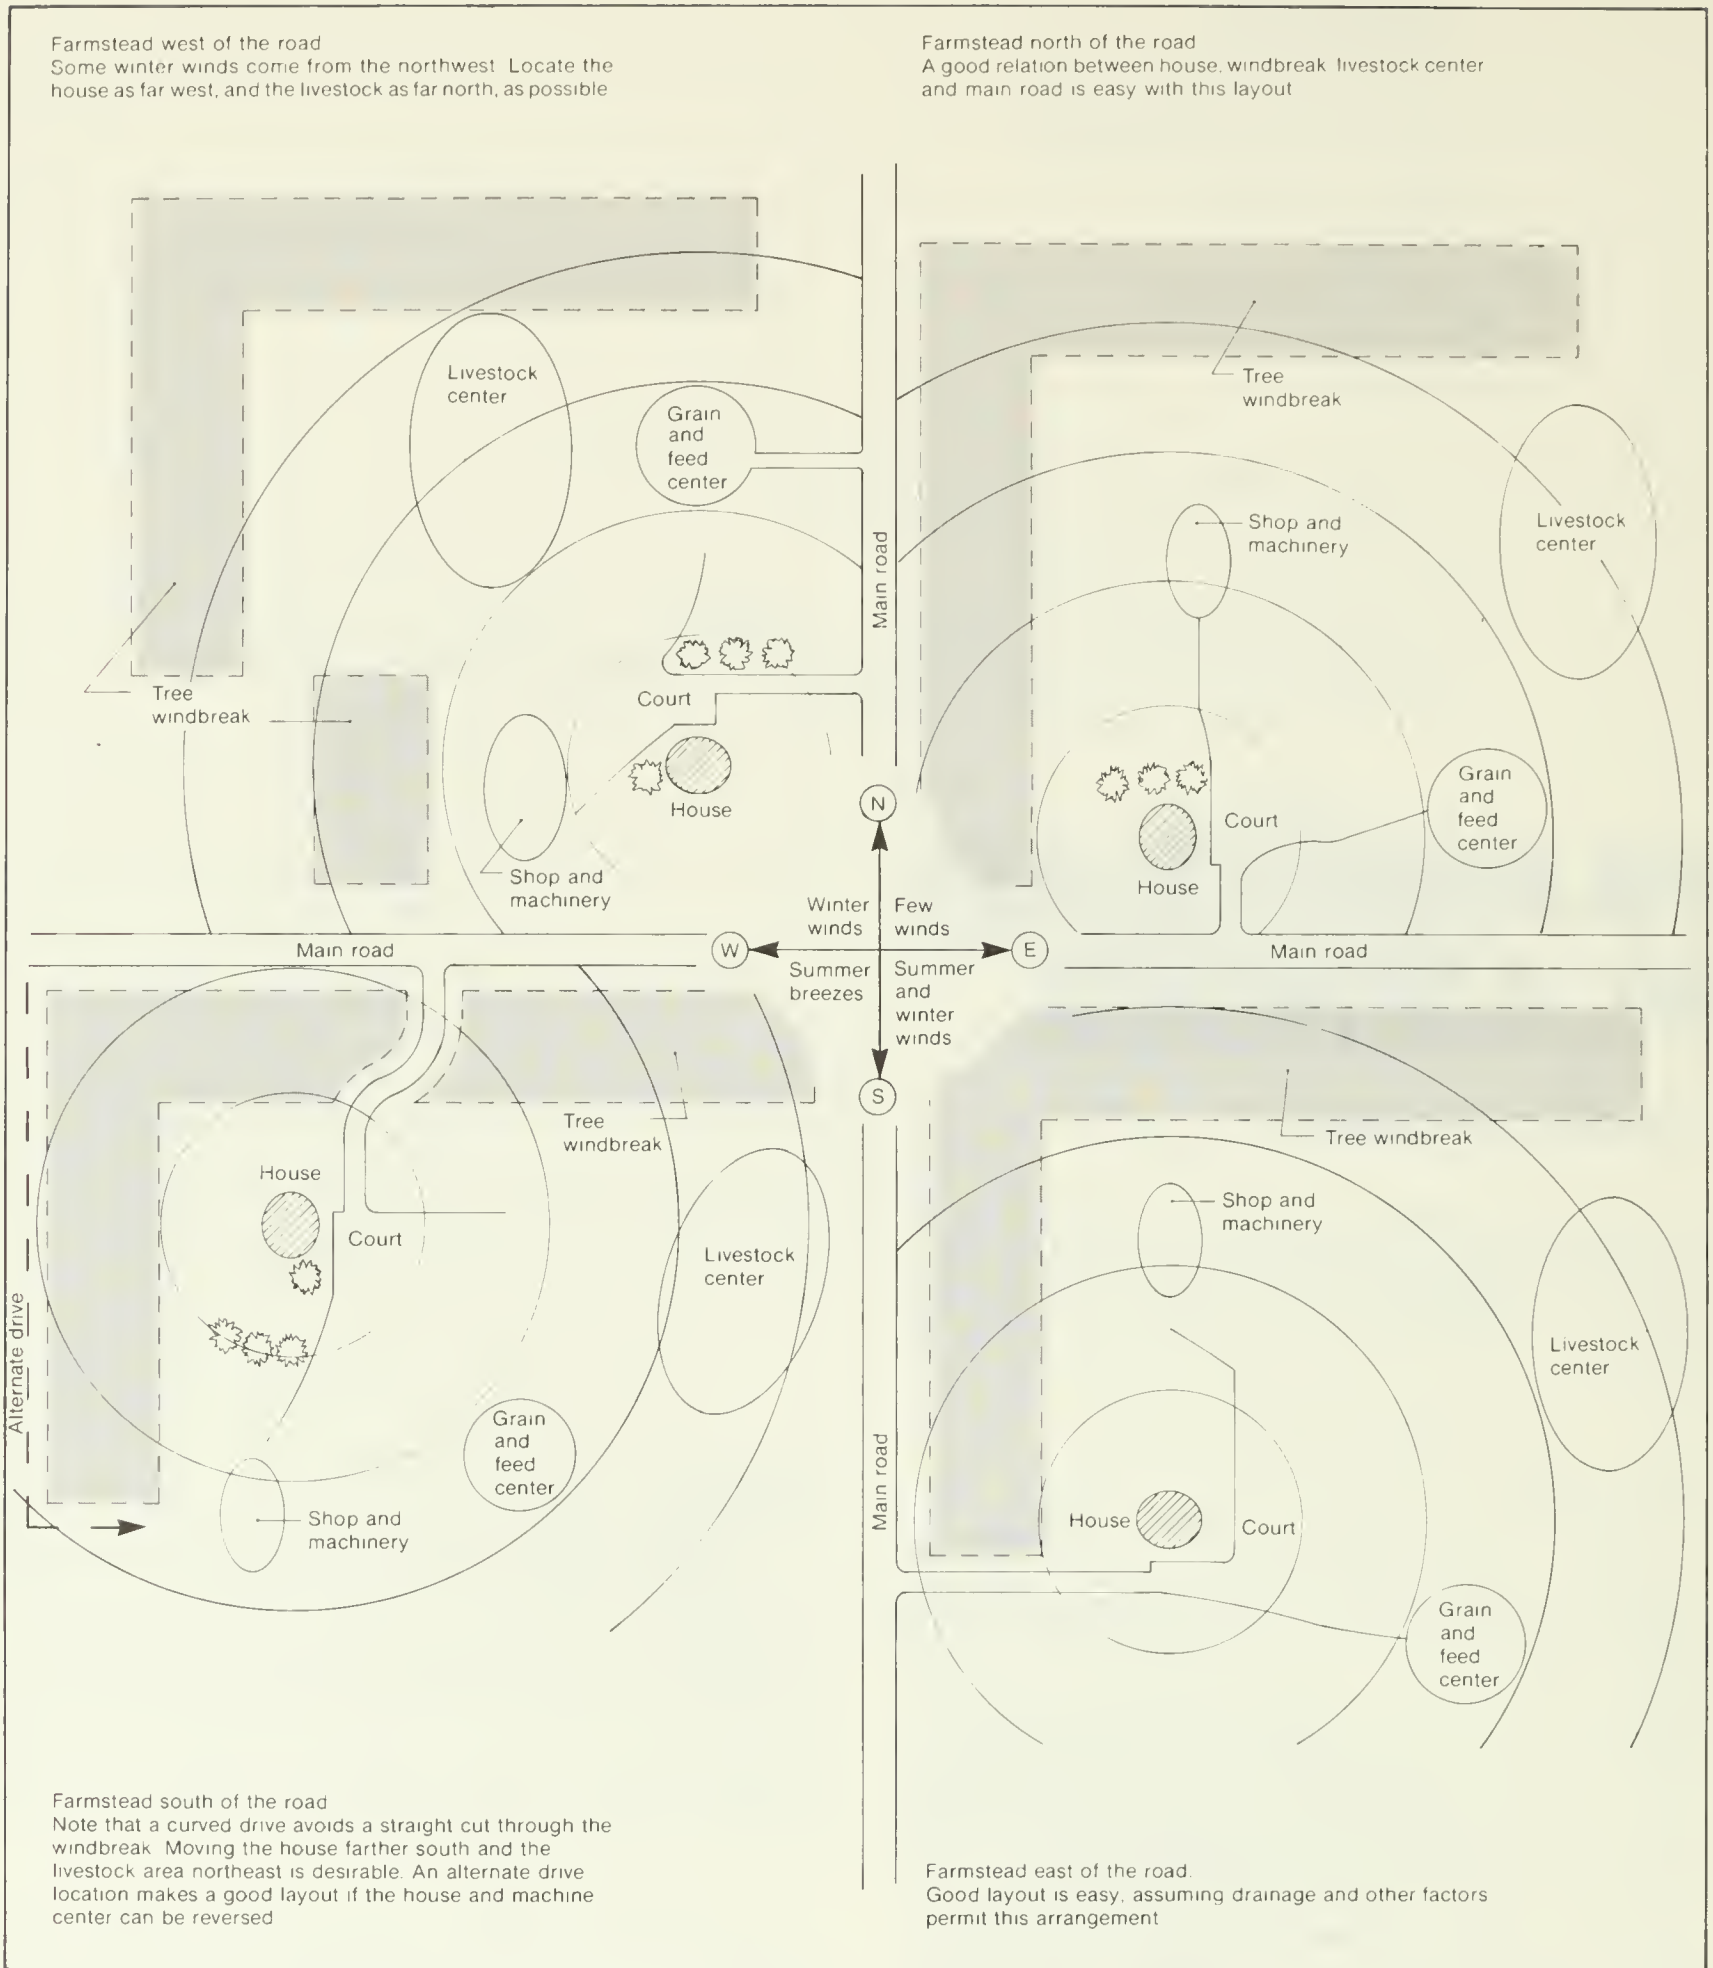 Farmstead west of the road
Some winter winds come from the northwest Locate the
house as far west, and the livestock as far north, as possible
Farmstead north of the road
A good relation between house, windbreak livestock center
and main road is easy with this layout
Livestock
center
Grain
and
feed
center
Main road
Tree
windbreak
Court
House
Shop and
machinery
Tree
windbreak
Shop and
machinery
Livestock
center
Grain
and
feed
center
Court
House
Main road
N
Winter
winds
Few
winds
W
E
Summer
breezes
Summer
and
winter
winds
S
Main road
Tree
windbreak
House
Court
Livestock
center
Alternate drive
Grain
and
feed
center
Shop and
machinery
Tree windbreak
Shop and
machinery
Livestock
center
Main road
House
Court
Grain
and
feed
center
Farmstead south of the road
Note that a curved drive avoids a straight cut through the
windbreak Moving the house farther south and the
livestock area northeast is desirable. An alternate drive
location makes a good layout if the house and machine
center can be reversed
Farmstead east of the road.
Good layout is easy, assuming drainage and other factors
permit this arrangement